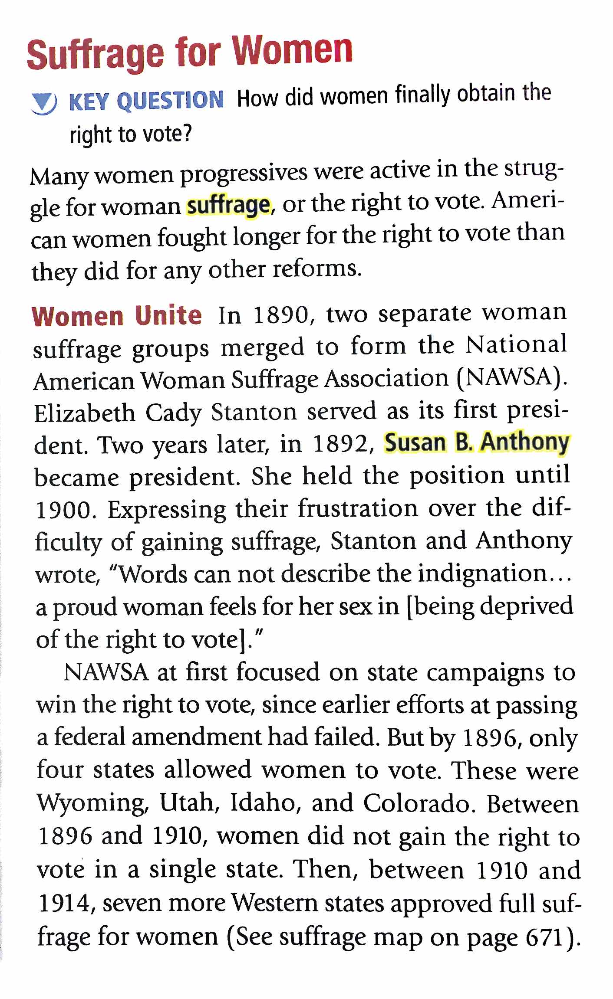 Suffrage for Women
KEY QUESTION How did women finally obtain the
right to vote?
Many women progressives were active in the strug-
gle for woman suffrage, or the right to vote. Ameri-
can women fought longer for the right to vote than
they did for any other reforms.
Women Unite In 1890, two separate woman
suffrage groups merged to form the National
American Woman Suffrage Association (NAWSA).
Elizabeth Cady Stanton served as its first presi-
dent. Two years later, in 1892, Susan B. Anthony
became president. She held the position until
1900. Expressing their frustration over the dif-
ficulty of gaining suffrage, Stanton and Anthony
wrote, "Words can not describe the indignation...
a proud woman feels for her sex in [being deprived
of the right to vote]."
NAWSA at first focused on state campaigns to
win the right to vote, since earlier efforts at passing
a federal amendment had failed. But by 1896, only
four states allowed women to vote. These were
Wyoming, Utah, Idaho, and Colorado. Between
1896 and 1910, women did not gain the right to
vote in a single state. Then, between 1910 and
1914, seven more Western states approved full suf-
frage for women (See suffrage map on page 671).